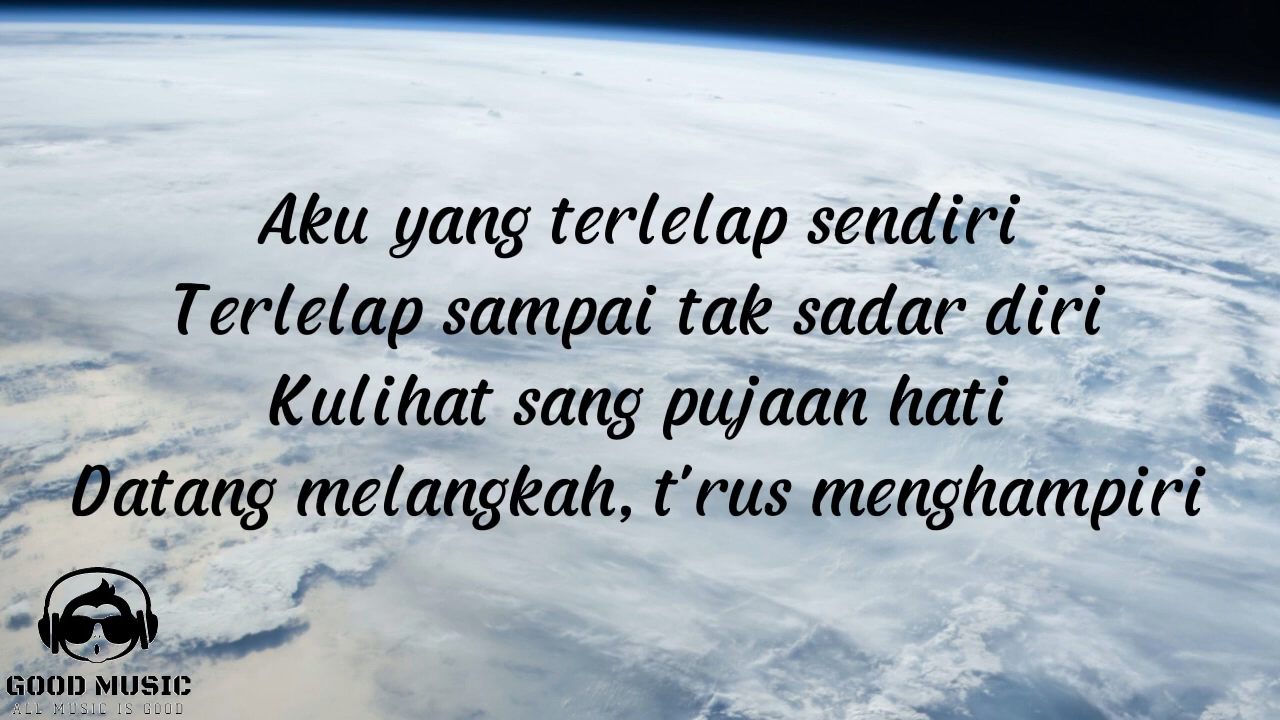 Aku yang terlelap sendiri
Terlelap sampai tak sadar diri
Kulihat sang pujaan hati
Datang melangkah, t'rus menghampiri
GOOD MUSIC
ALL MUSIC IS GOOD